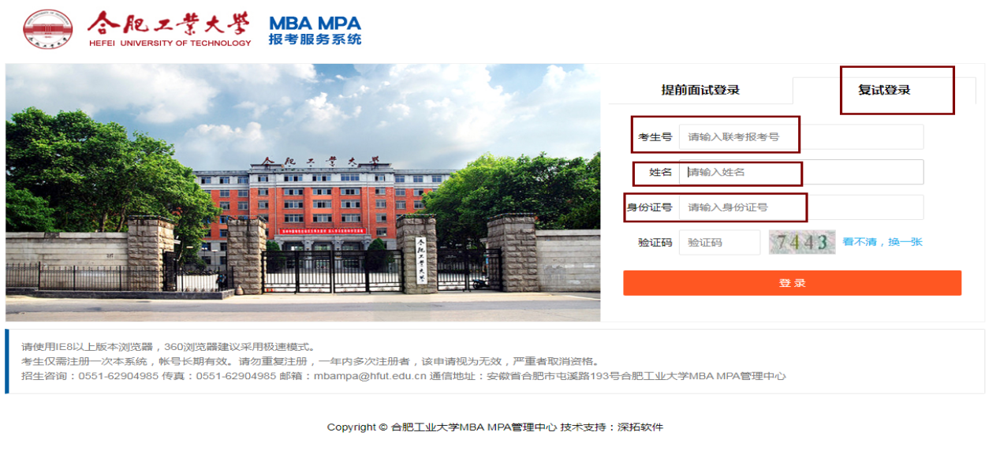 合肥工业大学
HEFEI UNIVERSITY OF TECHNOLOGY
MBA MPA
报考服务系统
合肥工业大学
合肥工业大学
提前面试登录
复试登录
考生号 请输入联考报考号
姓名 请输入姓名
身份证号 请输入身份证号
验证码 验证码 7443 看不清，换一张
登 录
请使用IE8以上版本浏览器，360浏览器建议采用极速模式。
考生仅需注册一次本系统，帐号长期有效。请勿重复注册，一年内多次注册者，该申请视为无效，严重者取消资格。
招生咨询：0551-62904985 传真：0551-62904985 邮箱：mbampa@hfut.edu.cn 通信地址：安徽省合肥市屯溪路193号合肥工业大学MBA MPA管理中心
Copyright © 合肥工业大学MBA MPA管理中心 技术支持：深拓软件